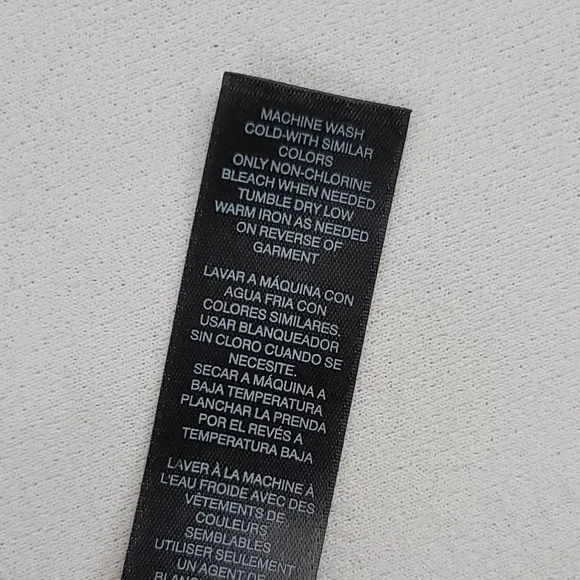 MACHINE WASH
COLD-WITH SIMILAR
COLORS
ONLY NON-CHLORINE
BLEACH WHEN NEEDED
TUMBLE DRY LOW
WARM IRON AS NEEDED
ON REVERSE OF
GARMENT
LAVAR A MÁQUINA CON
AGUA FRIA CON
COLORES SIMILARES.
USAR BLANQUEADOR
SIN CLORO CUANDO SE
NECESITE.
SECAR A MÁQUINA A
BAJA TEMPERATURA
PLANCHAR LA PRENDA
POR EL REVÉS A
TEMPERATURA BAJA
LAVER À LA MACHINE À
L'EAU FROIDE AVEC DES
VÉTEMENTS DE
COULEURS
SEMBLABLES
UTILISER SEULEMENT
UN AGENT DE